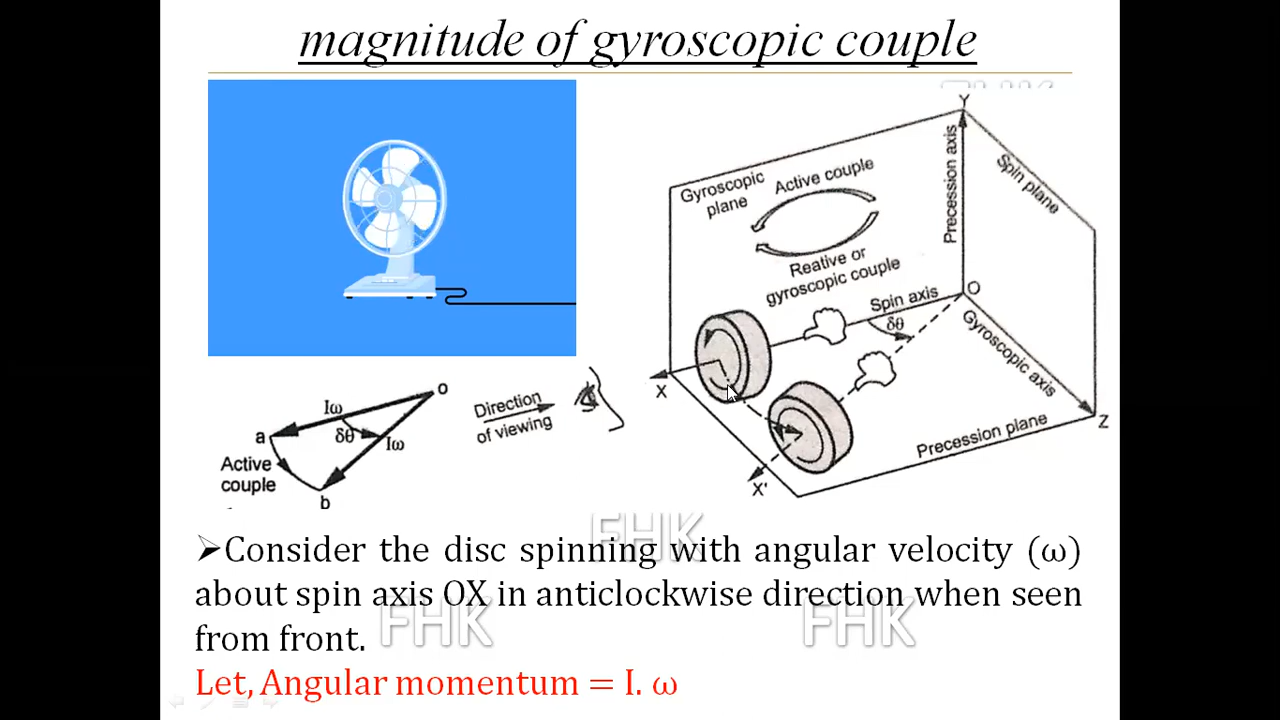 magnitude of gyroscopic couple
FHK
Y
Gyroscopic
plane
Active couple
Precession axis
Spin plane
Reative or
gyroscopic couple
Spin axis
O
δθ
Gyroscopic axis
X
Z
Precession plane
X'
o
Iω
δθ
Iω
a
Active
couple
b
Direction
of viewing
FHK
➢Consider the disc spinning with angular velocity (ω)
about spin axis OX in anticlockwise direction when seen
from front.
FHK
FHK
Let, Angular momentum = I. ω